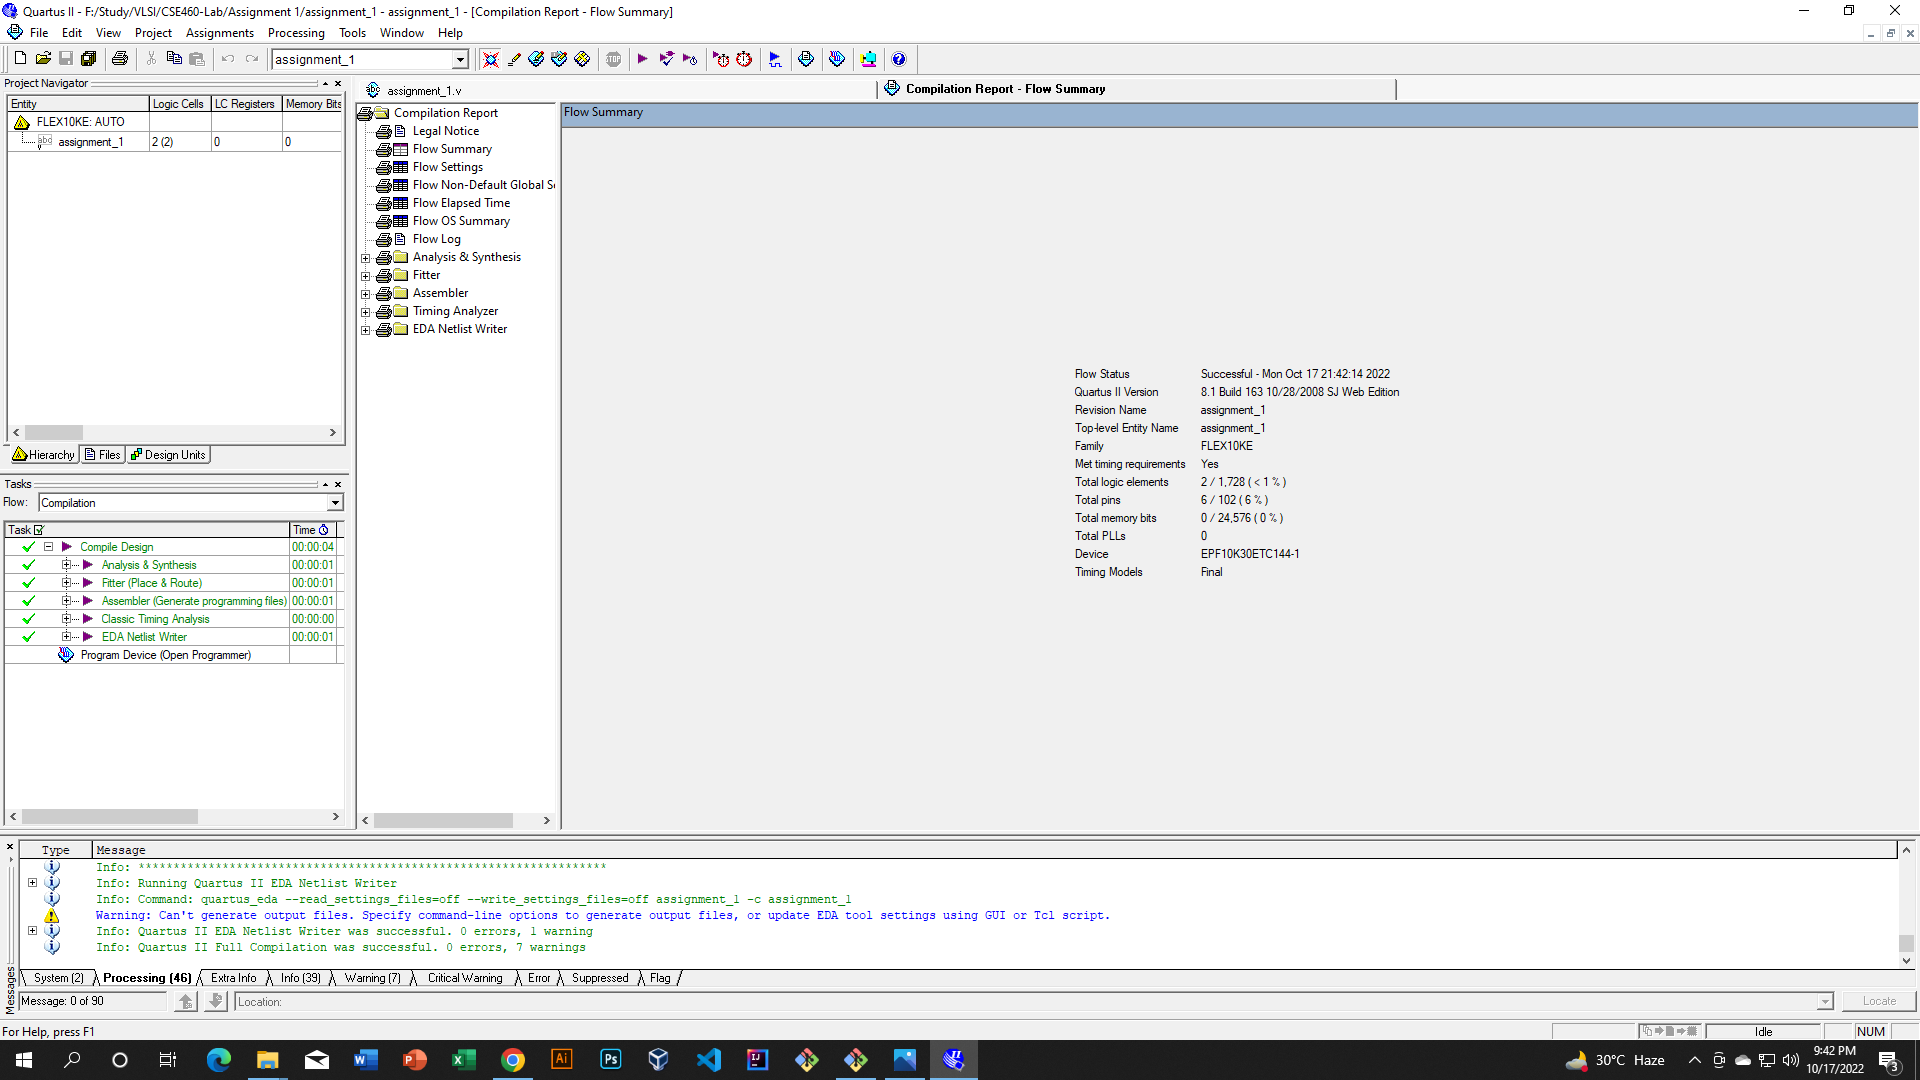 Quartus II - F:/Study/VLSI/CSE460-Lab/Assignment 1/assignment_1 - assignment_1 - [Compilation Report - Flow Summary]
File Edit View Project Assignments Processing Tools Window Help
assignment_1
Project Navigator
Entity Logic Cells LC Registers Memory Bits
FLEX10KE: AUTO
assignment_1 2 (2) 0 0
Hierarchy Files Design Units
Tasks
Flow: Compilation
Task Time
Compile Design 00:00:04
Analysis & Synthesis 00:00:01
Fitter (Place & Route) 00:00:01
Assembler (Generate programming files) 00:00:01
Classic Timing Analysis 00:00:00
EDA Netlist Writer 00:00:01
Program Device (Open Programmer)
assignment_1.v
Compilation Report - Flow Summary
Compilation Report
Legal Notice
Flow Summary
Flow Settings
Flow Non-Default Global Se
Flow Elapsed Time
Flow OS Summary
Flow Log
Analysis & Synthesis
Fitter
Assembler
Timing Analyzer
EDA Netlist Writer
Flow Summary
Flow Status Successful - Mon Oct 17 21:42:14 2022
Quartus II Version 8.1 Build 163 10/28/2008 SJ Web Edition
Revision Name assignment_1
Top-level Entity Name assignment_1
Family FLEX10KE
Met timing requirements Yes
Total logic elements 2 / 1,728 ( < 1 % )
Total pins 6 / 102 ( 6 % )
Total memory bits 0 / 24,576 ( 0 % )
Total PLLs 0
Device EPF10K30ETC144-1
Timing Models Final
Type Message
Info: *******************************************************************
Info: Running Quartus II EDA Netlist Writer
Info: Command: quartus_eda --read_settings_files=off --write_settings_files=off assignment_1 -c assignment_1
Warning: Can't generate output files. Specify command-line options to generate output files, or update EDA tool settings using GUI or Tcl script.
Info: Quartus II EDA Netlist Writer was successful. 0 errors, 1 warning
Info: Quartus II Full Compilation was successful. 0 errors, 7 warnings
System (2) Processing (46) Extra Info Info (39) Warning (7) Critical Warning Error Suppressed Flag
Messages
Message: 0 of 90 Location: Locate
For Help, press F1 Idle NUM
30°C Haze
9:42 PM
10/17/2022
3